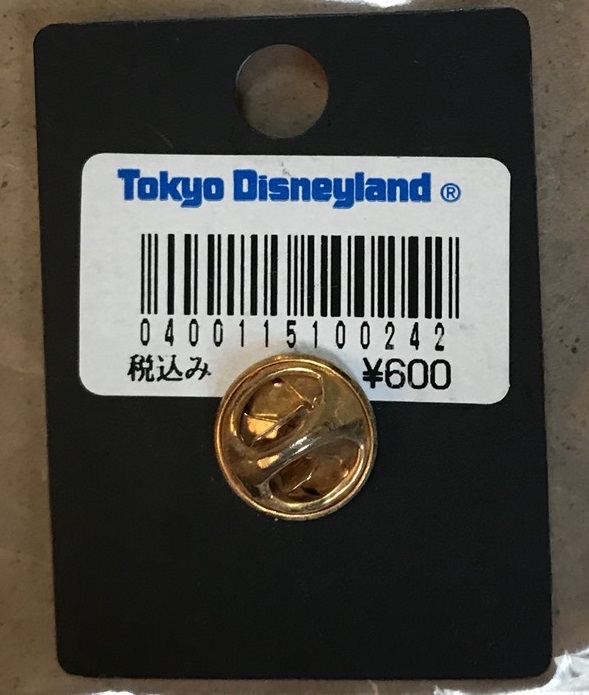 Tokyo Disneyland ®
0400115100242
税込み ¥600